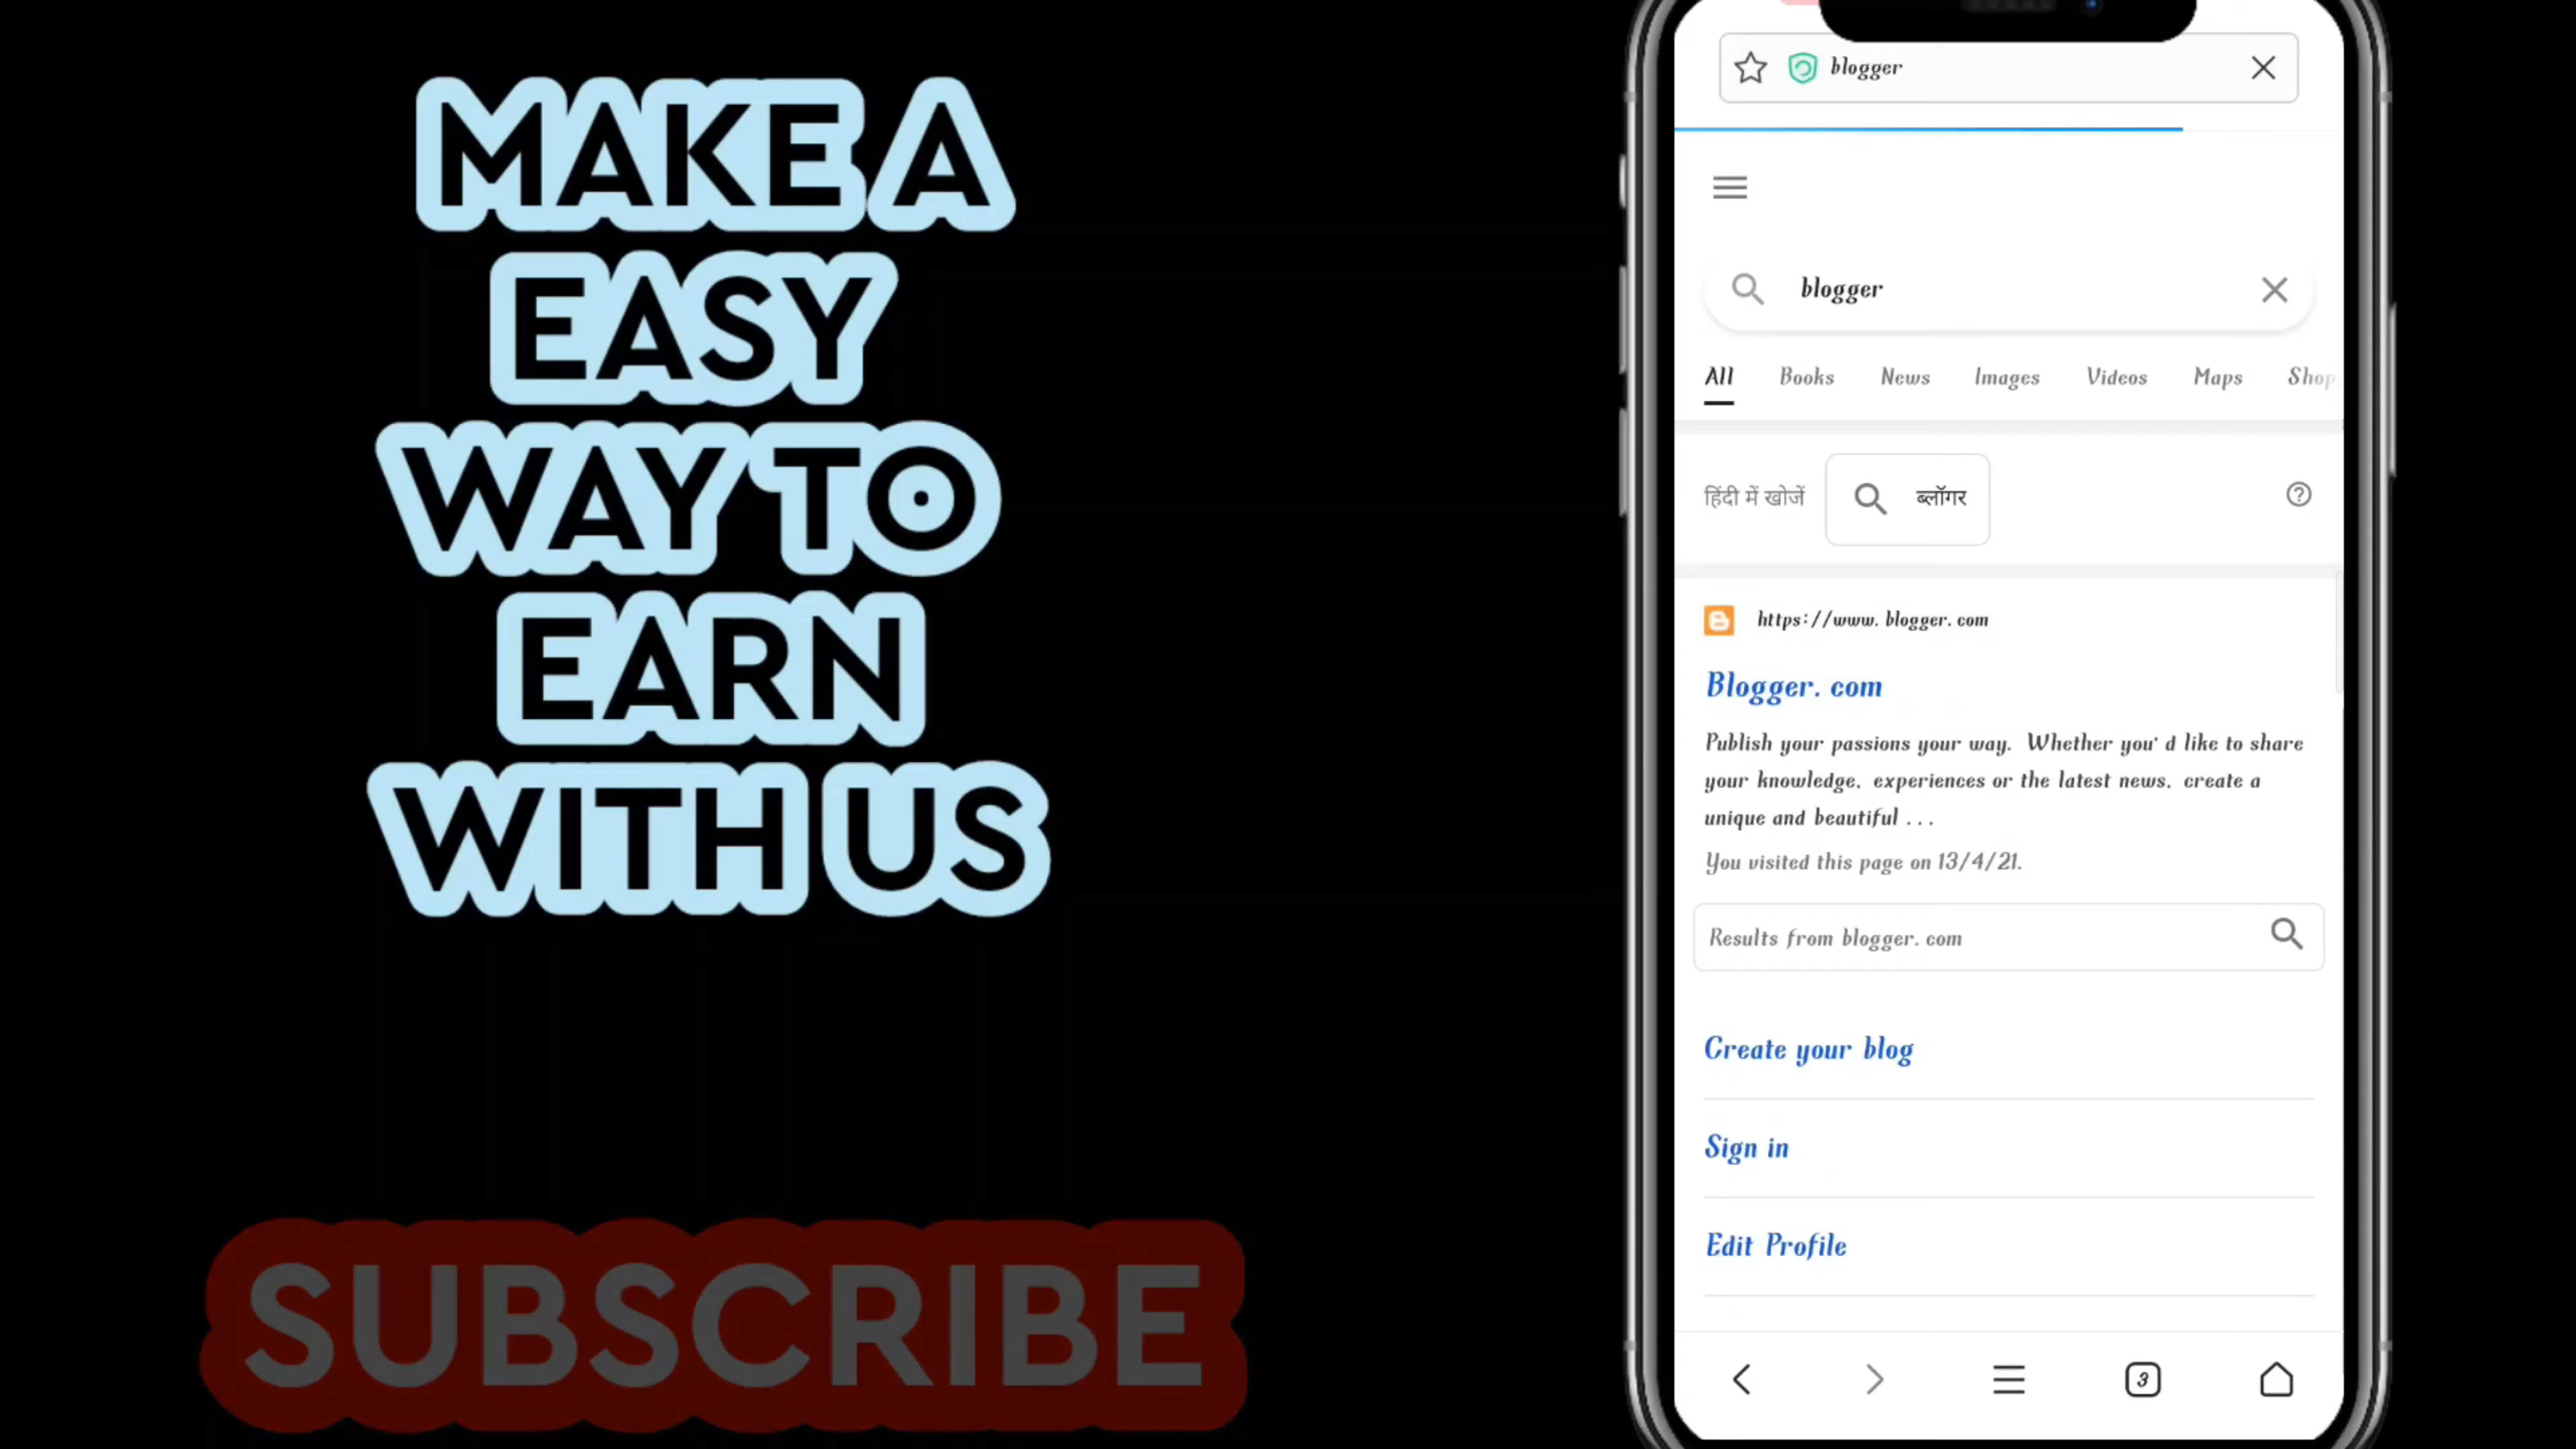 MAKE A
EASY
WAY TO
EARN
WITH US
SUBSCRIBE
blogger
blogger
All Books News Images Videos Maps Shop
हिंदी में खोजें ब्लॉगर
https://www.blogger.com
Blogger.com
Publish your passions your way. Whether you'd like to share
your knowledge, experiences or the latest news, create a
unique and beautiful ...
You visited this page on 13/4/21.
Results from blogger.com
Create your blog
Sign in
Edit Profile
3